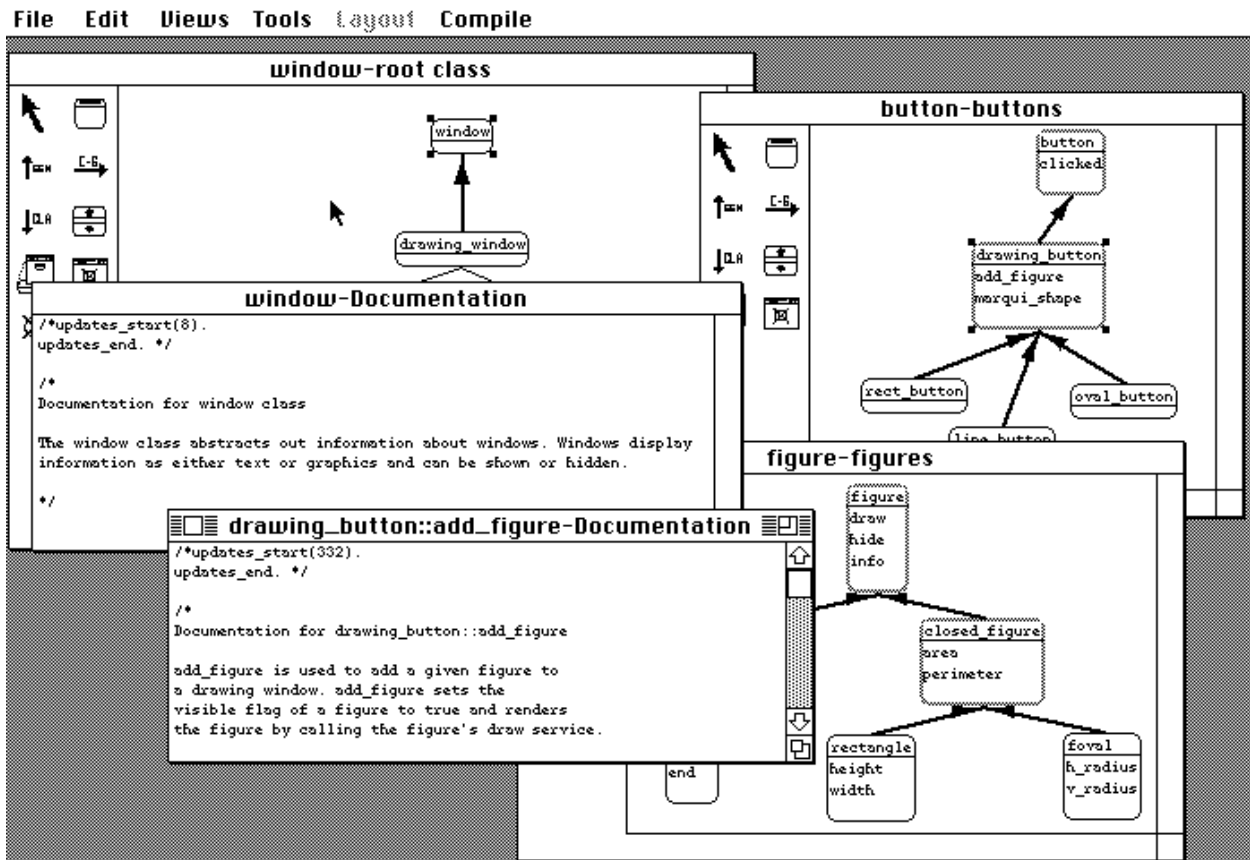 File Edit Views Tools Layout Compile
window-root class
window
GEN
C-G
CLA
drawing_window
button-buttons
GEN
C-G
CLA
button
clicked
drawing_button
add_figure
marqui_shape
rect_button
oval_button
line_button
window-Documentation
/*updates_start(8).
updates_end. */
/*
Documentation for window class
The window class abstracts out information about windows. Windows display
information as either text or graphics and can be shown or hidden.
*/
figure-figures
figure
draw
hide
info
closed_figure
area
perimeter
rectangle
height
width
foval
h_radius
v_radius
end
drawing_button::add_figure-Documentation
/*updates_start(332).
updates_end. */
/*
Documentation for drawing_button::add_figure
add_figure is used to add a given figure to
a drawing window. add_figure sets the
visible flag of a figure to true and renders
the figure by calling the figure's draw service.